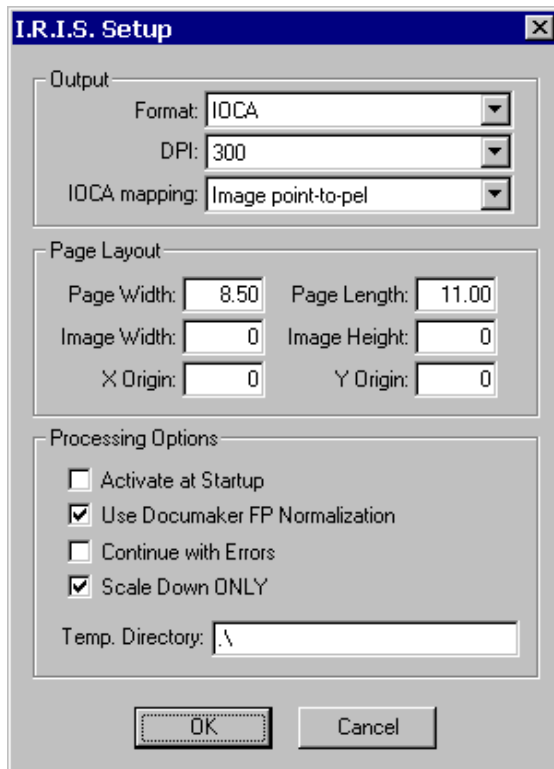 I.R.I.S. Setup
Output
Format: IOCA
DPI: 300
IOCA mapping: Image point-to-pel
Page Layout
Page Width: 8.50 Page Length: 11.00
Image Width: 0 Image Height: 0
X Origin: 0 Y Origin: 0
Processing Options
Activate at Startup
Use Documaker FP Normalization
Continue with Errors
Scale Down ONLY
Temp. Directory: .\
OK Cancel